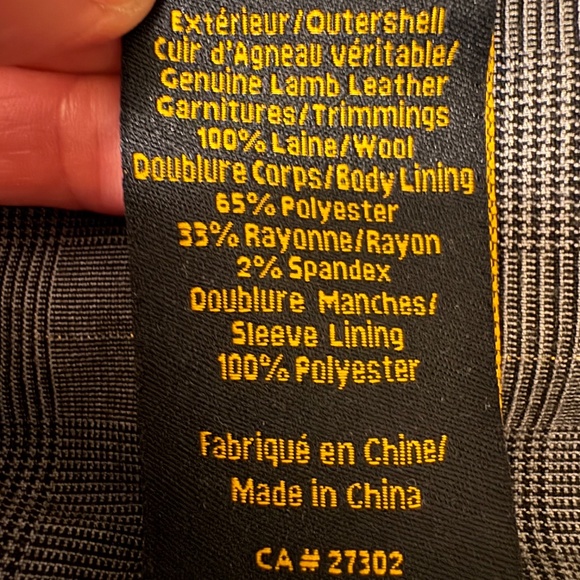 Extérieur/Outershell
Cuir d'Agneau véritable/
Genuine Lamb Leather
Garnitures/Trimmings
100% Laine/Wool
Doublure Corps/Body Lining
65% Polyester
33% Rayonne/Rayon
2% Spandex
Doublure Manches/
Sleeve Lining
100% Polyester
Fabriqué en Chine/
Made in China
CA # 27302